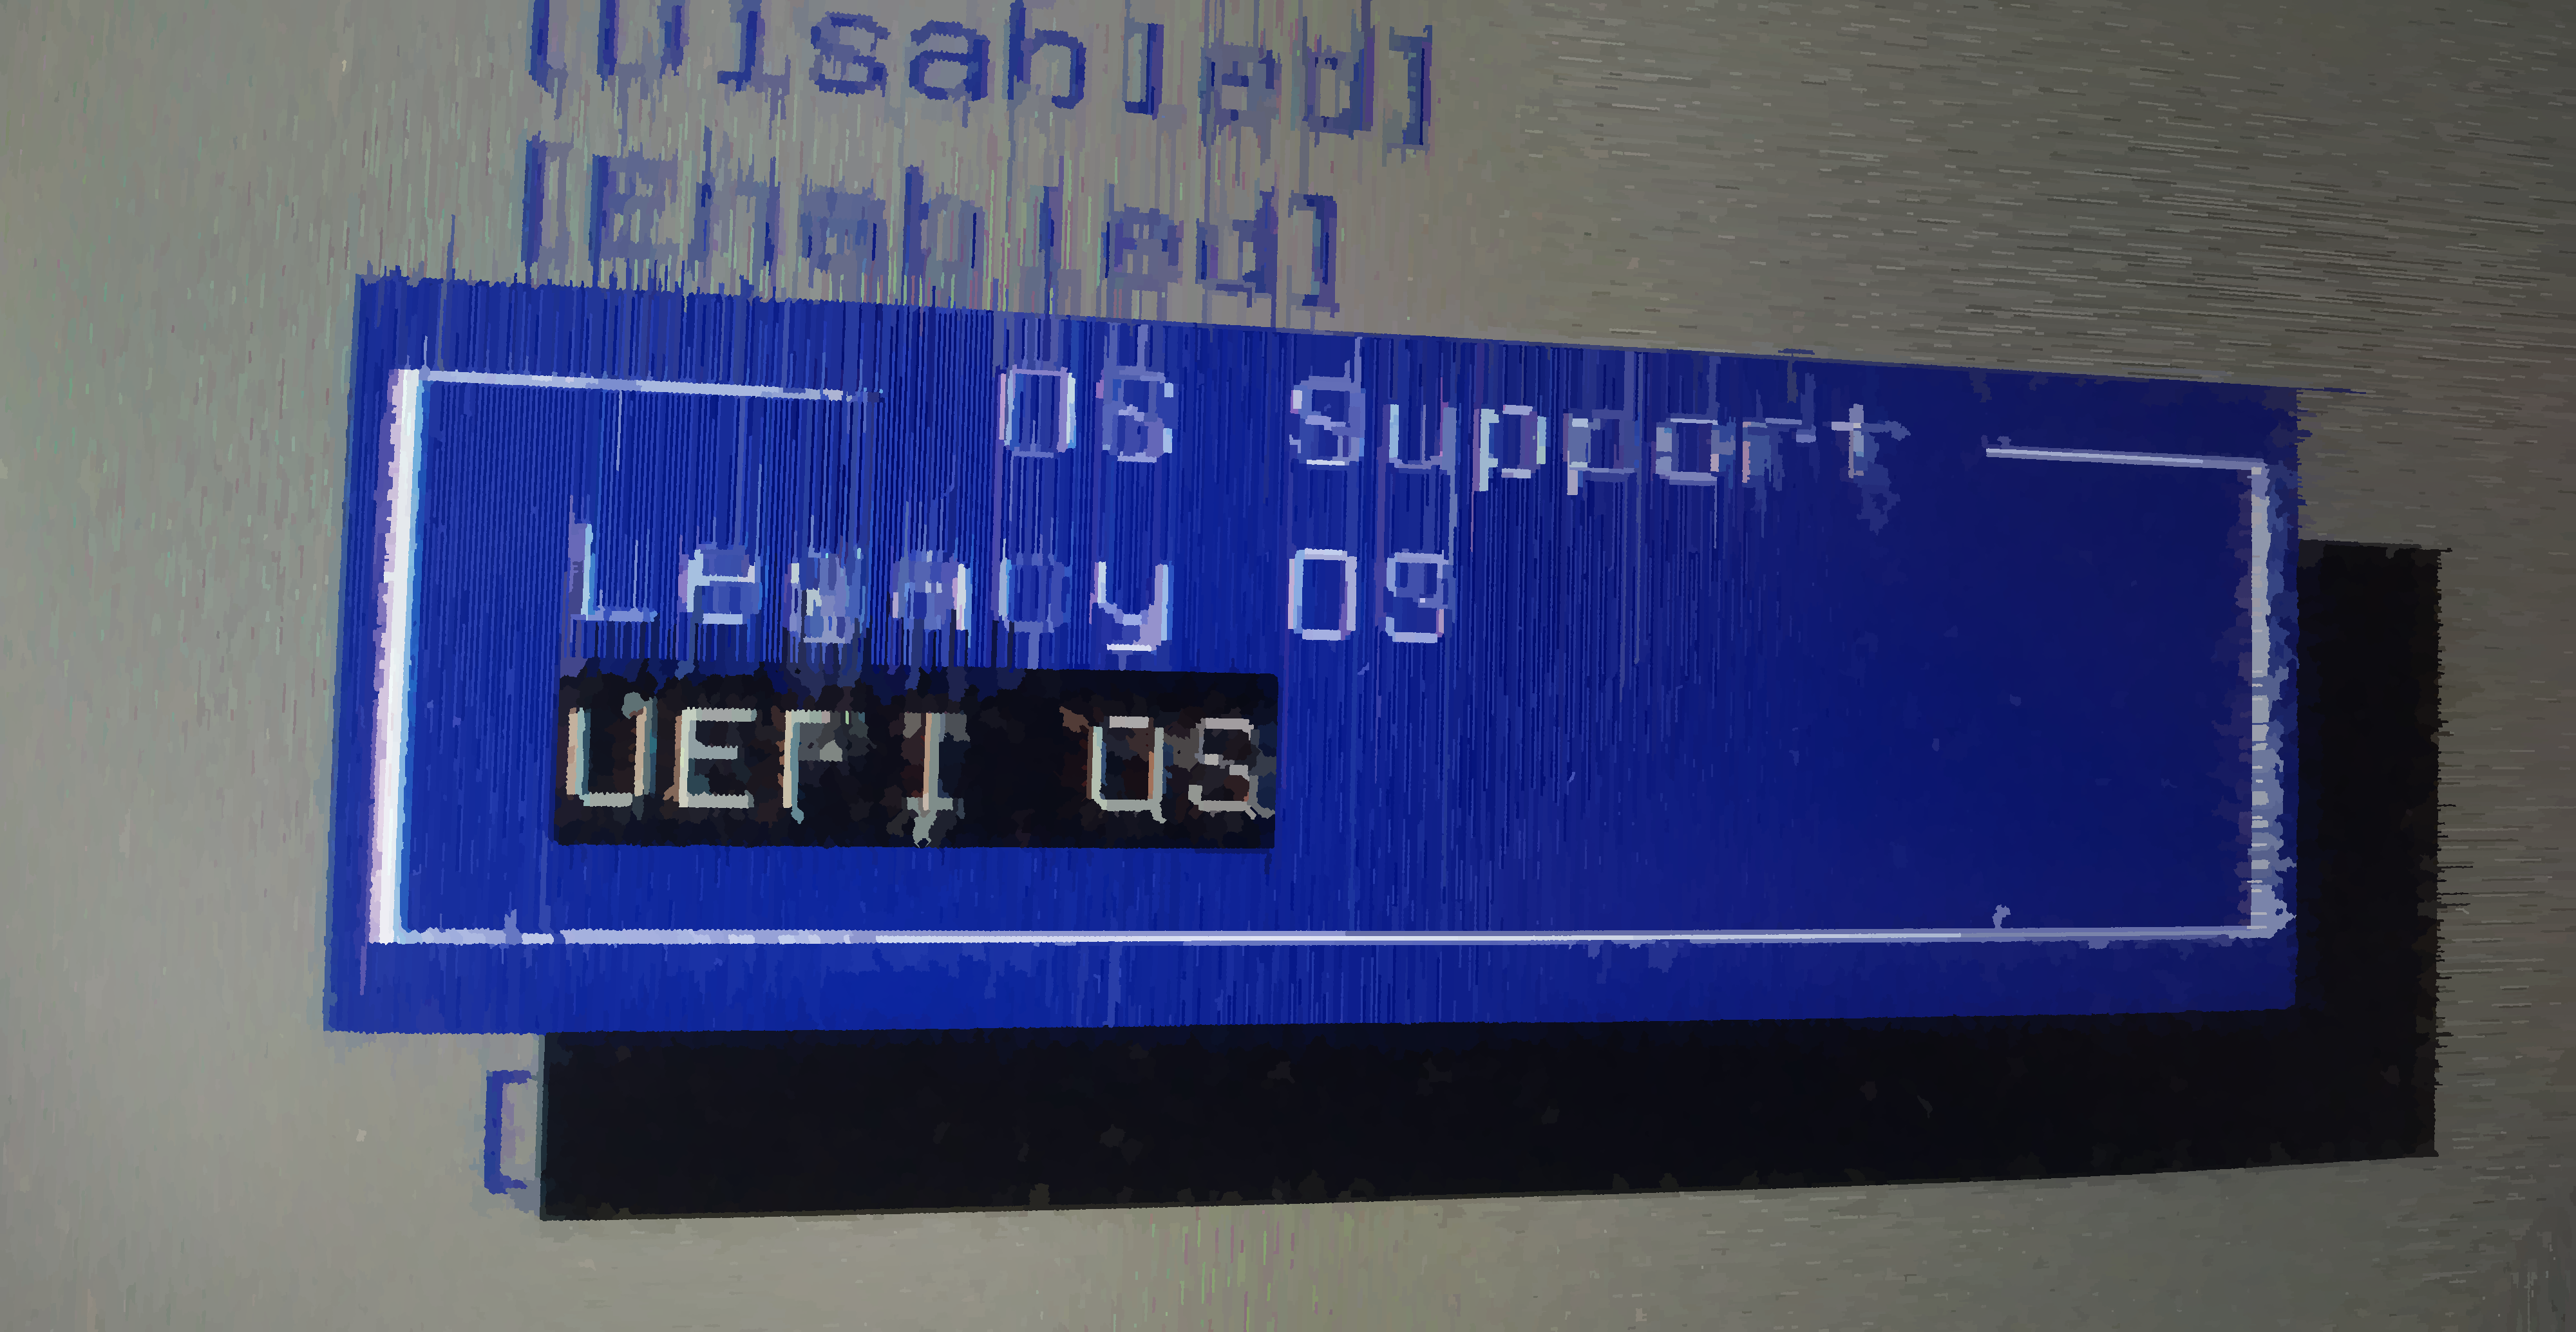 [Disabled]
[Enabled]
OS Support
Legacy OS
UEFI OS
[